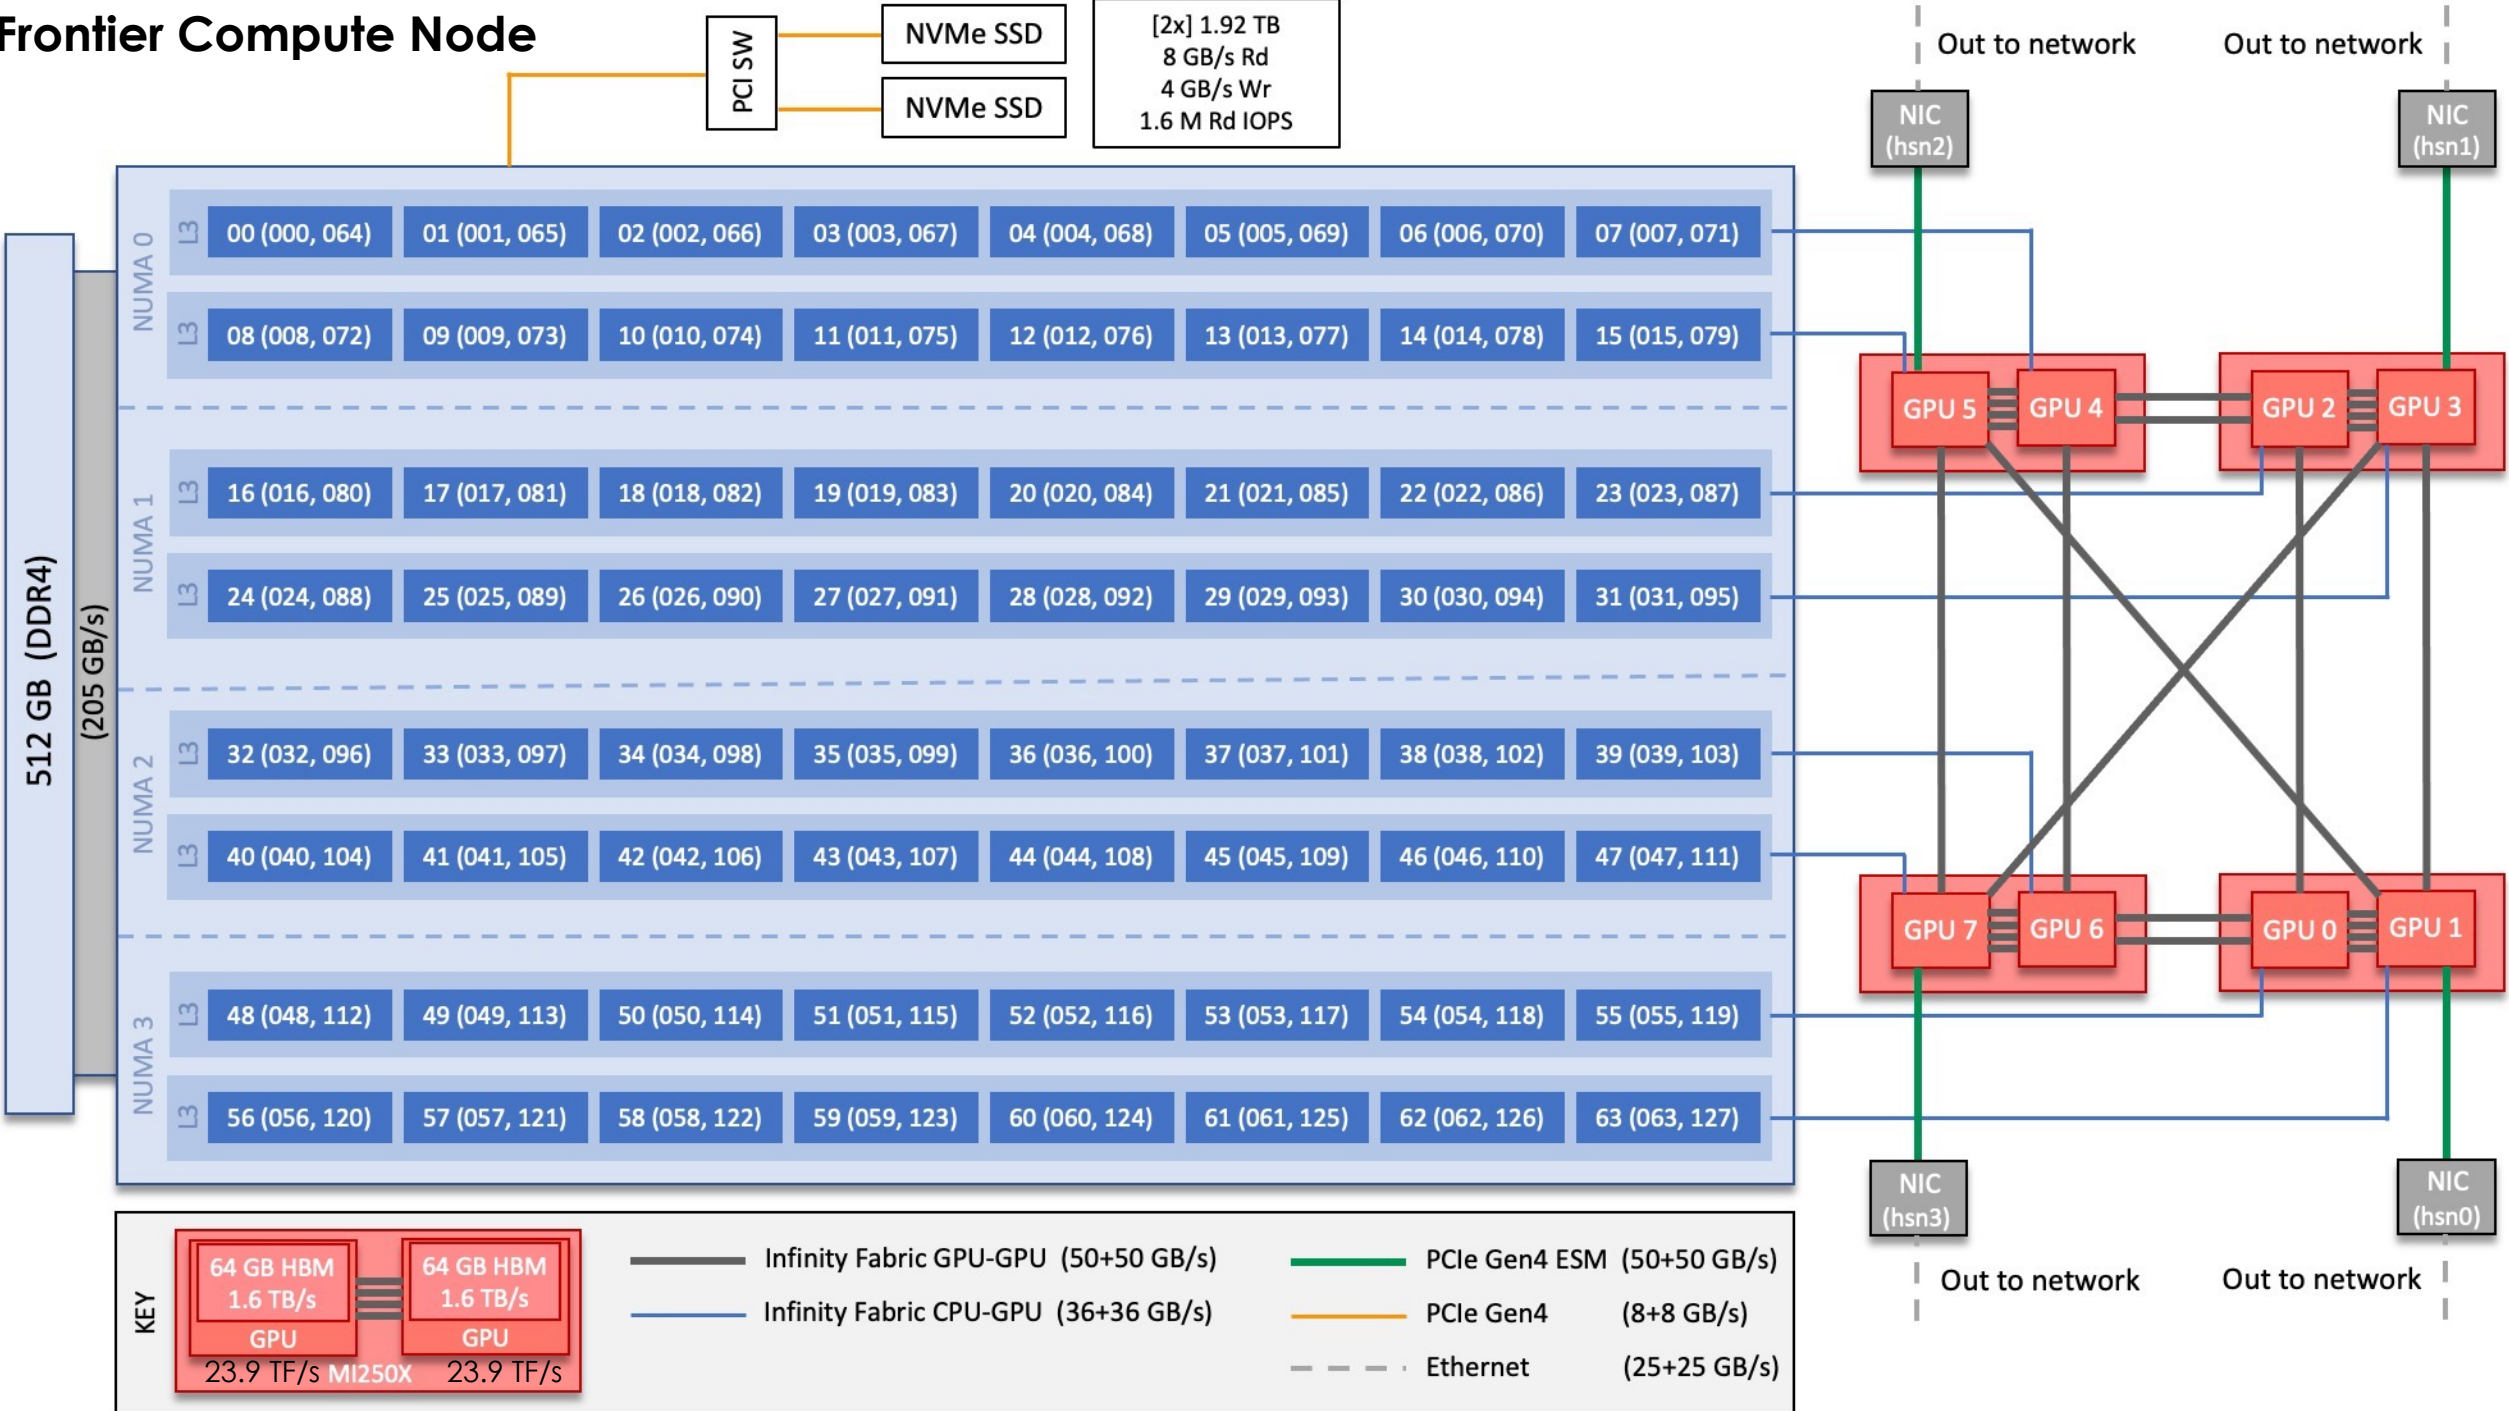 Frontier Compute Node
PCI SW
NVMe SSD
NVMe SSD
[2x] 1.92 TB
8 GB/s Rd
4 GB/s Wr
1.6 M Rd IOPS
Out to network
Out to network
NIC
(hsn2)
NIC
(hsn1)
512 GB (DDR4)
(205 GB/s)
NUMA 0
L3
00 (000, 064)
01 (001, 065)
02 (002, 066)
03 (003, 067)
04 (004, 068)
05 (005, 069)
06 (006, 070)
07 (007, 071)
L3
08 (008, 072)
09 (009, 073)
10 (010, 074)
11 (011, 075)
12 (012, 076)
13 (013, 077)
14 (014, 078)
15 (015, 079)
NUMA 1
L3
16 (016, 080)
17 (017, 081)
18 (018, 082)
19 (019, 083)
20 (020, 084)
21 (021, 085)
22 (022, 086)
23 (023, 087)
L3
24 (024, 088)
25 (025, 089)
26 (026, 090)
27 (027, 091)
28 (028, 092)
29 (029, 093)
30 (030, 094)
31 (031, 095)
NUMA 2
L3
32 (032, 096)
33 (033, 097)
34 (034, 098)
35 (035, 099)
36 (036, 100)
37 (037, 101)
38 (038, 102)
39 (039, 103)
L3
40 (040, 104)
41 (041, 105)
42 (042, 106)
43 (043, 107)
44 (044, 108)
45 (045, 109)
46 (046, 110)
47 (047, 111)
NUMA 3
L3
48 (048, 112)
49 (049, 113)
50 (050, 114)
51 (051, 115)
52 (052, 116)
53 (053, 117)
54 (054, 118)
55 (055, 119)
L3
56 (056, 120)
57 (057, 121)
58 (058, 122)
59 (059, 123)
60 (060, 124)
61 (061, 125)
62 (062, 126)
63 (063, 127)
GPU 5
GPU 4
GPU 2
GPU 3
GPU 7
GPU 6
GPU 0
GPU 1
NIC
(hsn3)
NIC
(hsn0)
Out to network
Out to network
KEY
64 GB HBM
1.6 TB/s
GPU
23.9 TF/s
64 GB HBM
1.6 TB/s
GPU
23.9 TF/s
MI250X
Infinity Fabric GPU-GPU (50+50 GB/s)
Infinity Fabric CPU-GPU (36+36 GB/s)
PCIe Gen4 ESM (50+50 GB/s)
PCIe Gen4 (8+8 GB/s)
Ethernet (25+25 GB/s)